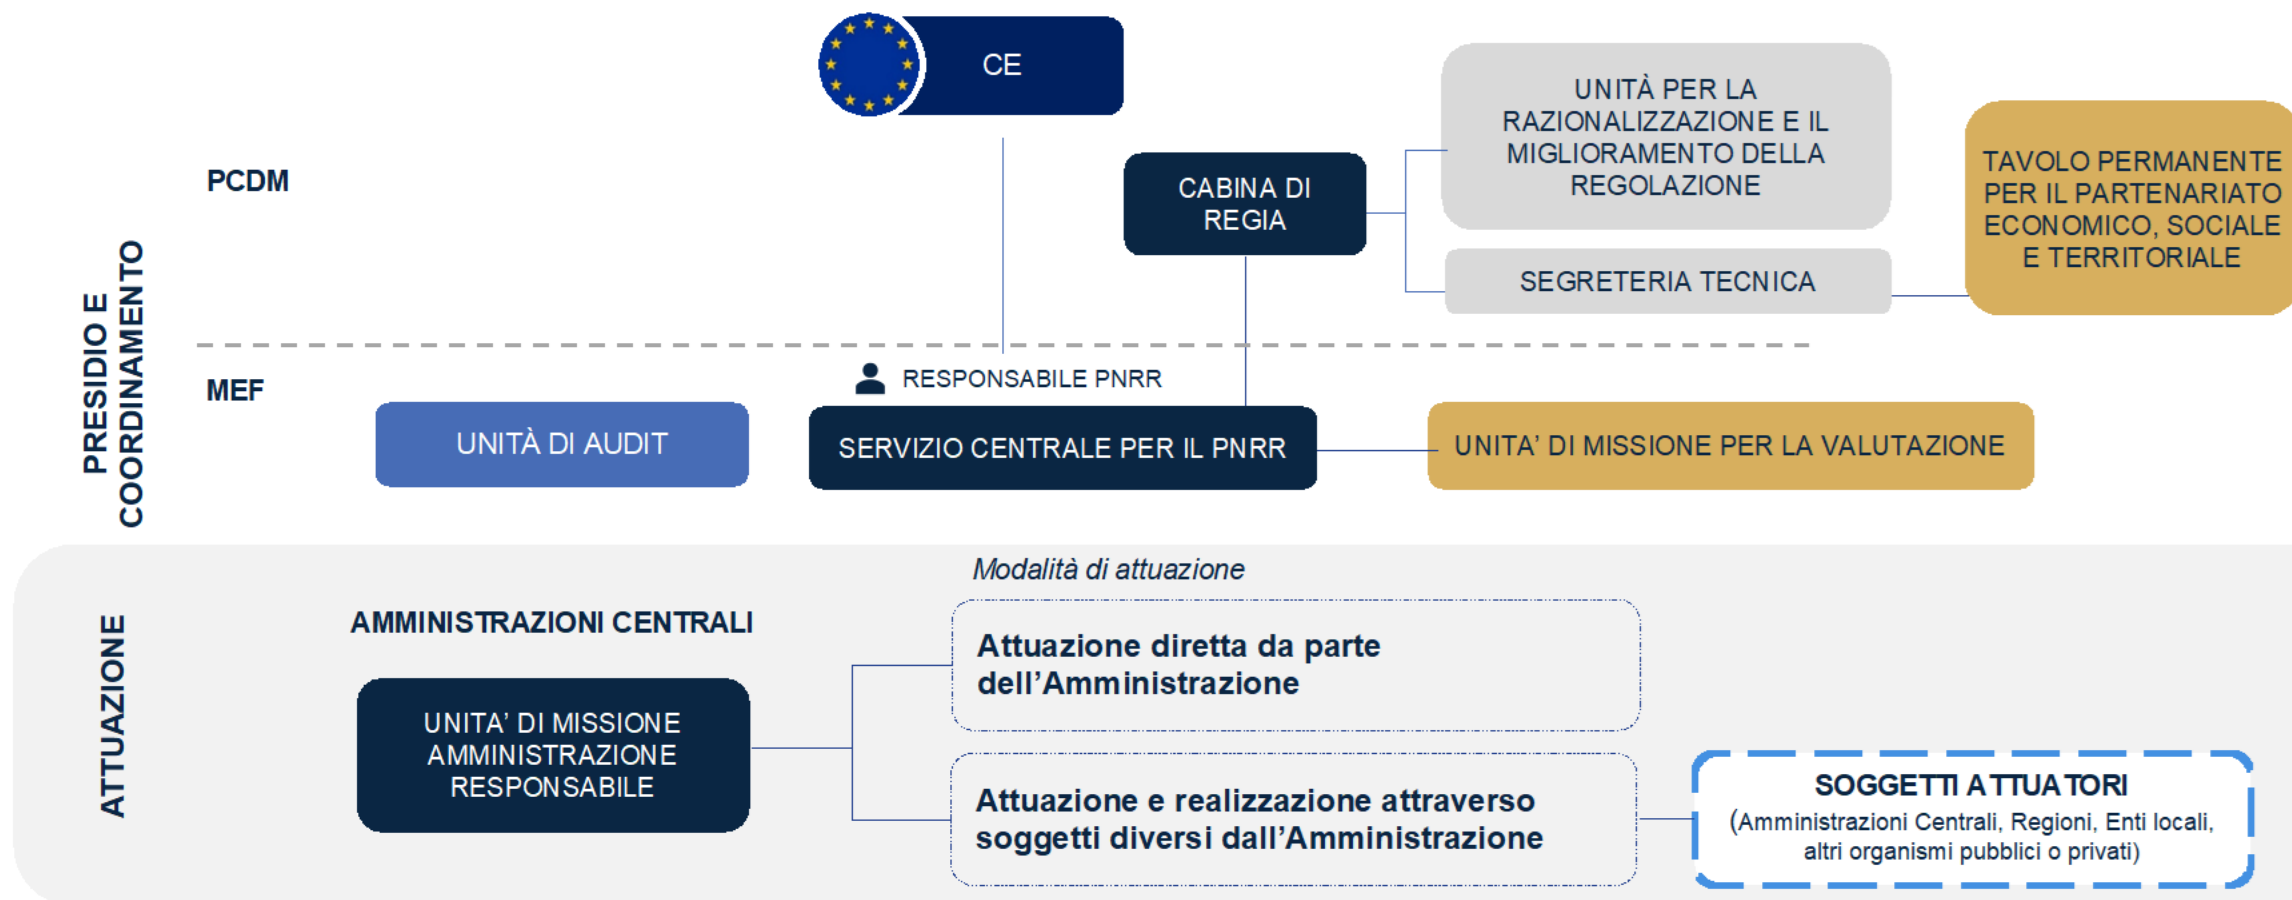 CE
PCDM
CABINA DI
REGIA
UNITÀ PER LA
RAZIONALIZZAZIONE E IL
MIGLIORAMENTO DELLA
REGOLAZIONE
SEGRETERIA TECNICA
TAVOLO PERMANENTE
PER IL PARTENARIATO
ECONOMICO, SOCIALE
E TERRITORIALE
PRESIDIO E
COORDINAMENTO
MEF
RESPONSABILE PNRR
UNITÀ DI AUDIT
SERVIZIO CENTRALE PER IL PNRR
UNITA’ DI MISSIONE PER LA VALUTAZIONE
ATTUAZIONE
Modalità di attuazione
AMMINISTRAZIONI CENTRALI
UNITA’ DI MISSIONE
AMMINISTRAZIONE
RESPONSABILE
Attuazione diretta da parte
dell’Amministrazione
Attuazione e realizzazione attraverso
soggetti diversi dall’Amministrazione
SOGGETTI ATTUATORI
(Amministrazioni Centrali, Regioni, Enti locali,
altri organismi pubblici o privati)